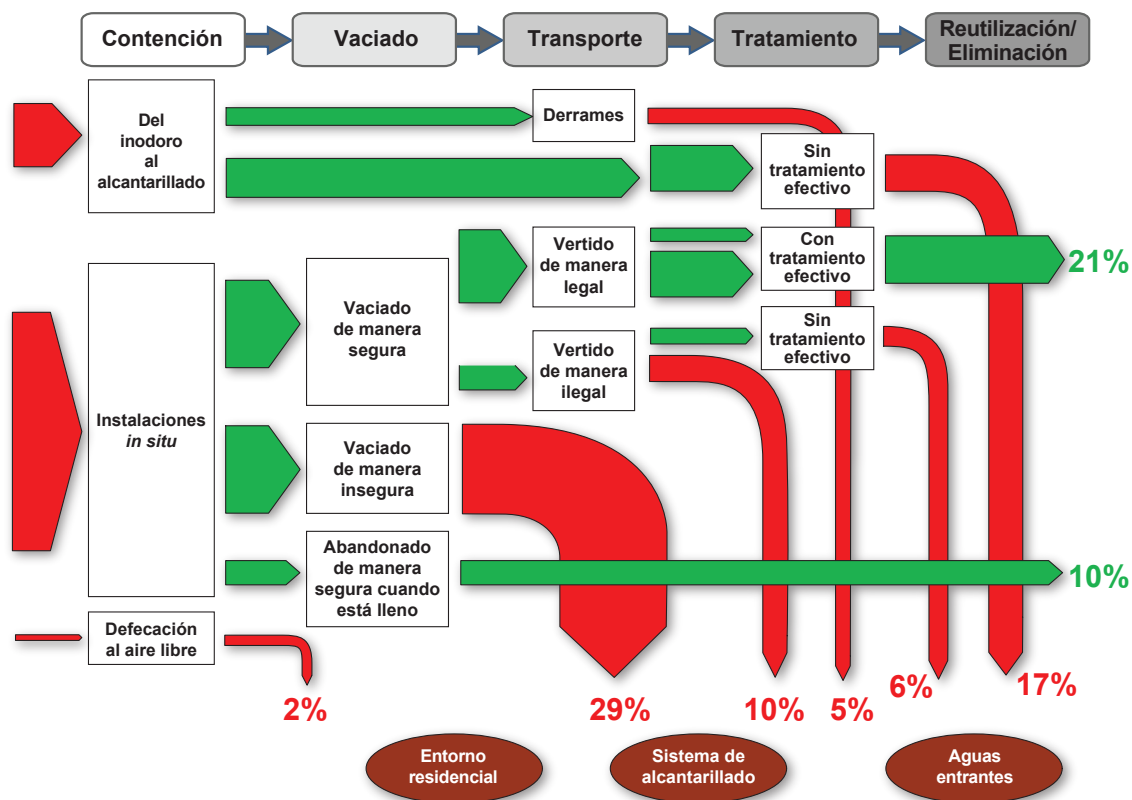 Contención
Vaciado
Transporte
Tratamiento
Reutilización/
Eliminación
Del
inodoro
al
alcantarillado
Derrames
Sin
tratamiento
efectivo
Instalaciones
in situ
Vaciado
de manera
segura
Vertido
de manera
legal
Con
tratamiento
efectivo
21%
Vertido
de manera
ilegal
Sin
tratamiento
efectivo
Vaciado
de manera
insegura
Abandonado
de manera
segura cuando
está lleno
10%
Defecación
al aire libre
2%
29%
10%
5%
6%
17%
Entorno
residencial
Sistema de
alcantarillado
Aguas
entrantes